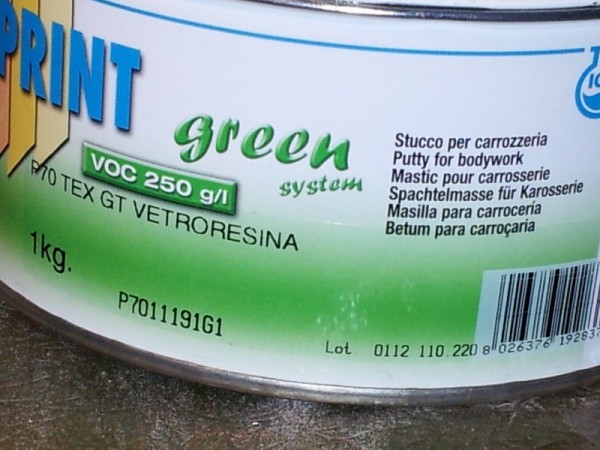 PRINT
green
system
VOC 250 g/l
P70 TEX GT VETRORESINA
1kg.
P7011191G1
Stucco per carrozzeria
Putty for bodywork
Mastic pour carrosserie
Spachtelmasse für Karosserie
Masilla para carrocería
Betum para carroçaria
Lot 0112 110.220
8 026376 192837